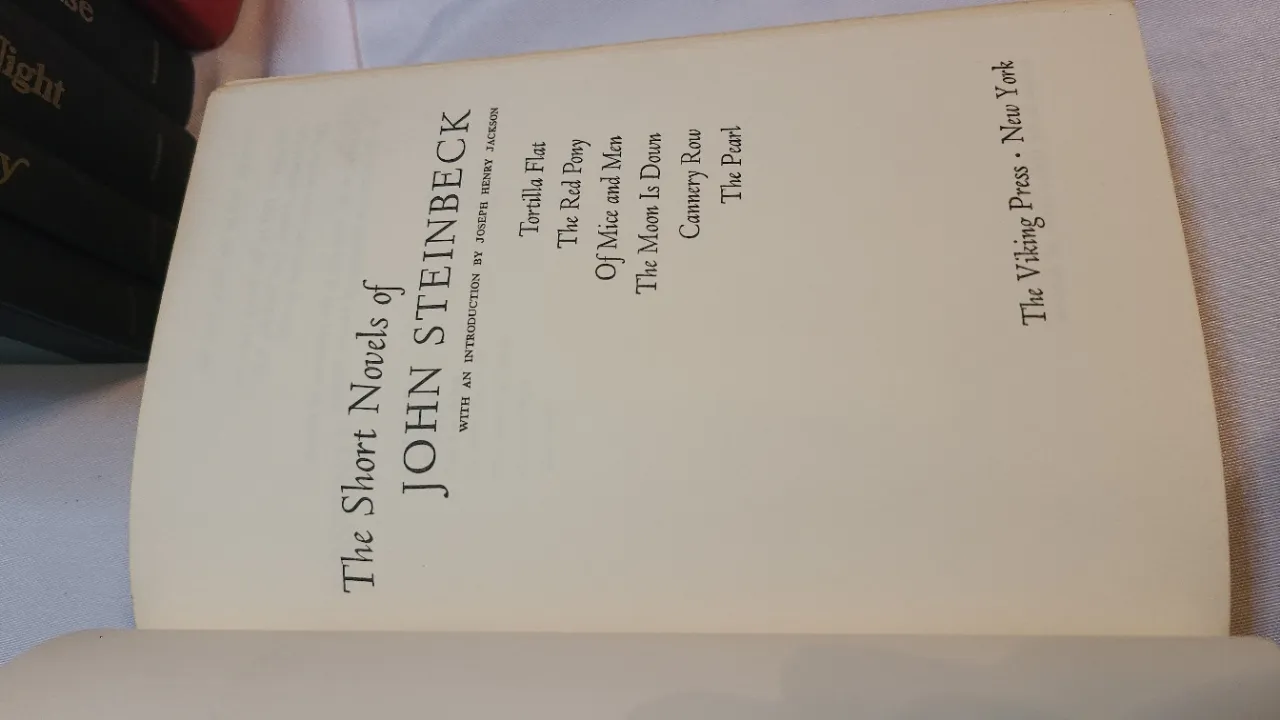 The Short Novels of
JOHN STEINBECK
WITH AN INTRODUCTION BY JOSEPH HENRY JACKSON
Tortilla Flat
The Red Pony
Of Mice and Men
The Moon Is Down
Cannery Row
The Pearl
The Viking Press · New York